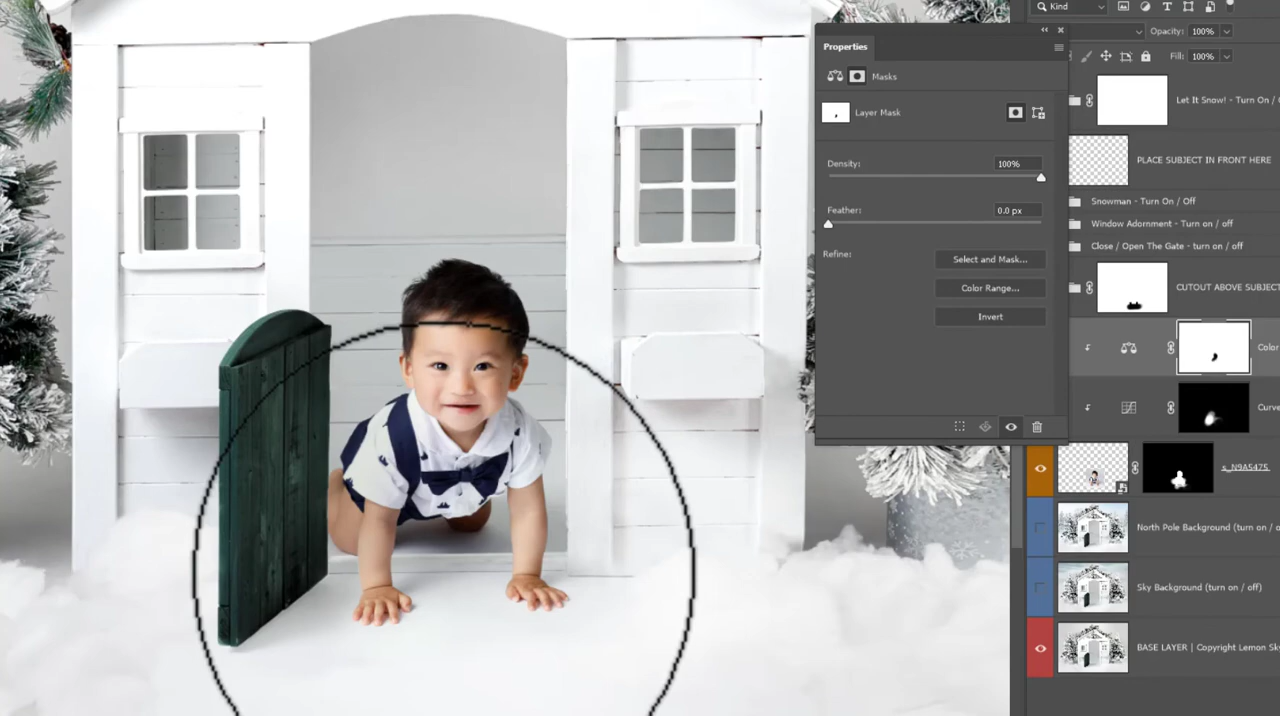 Kind
Properties
Opacity: 100%
Fill: 100%
Masks
Layer Mask
Density: 100%
Feather: 0.0 px
Refine:
Select and Mask...
Color Range...
Invert
Let It Snow! - Turn On /
PLACE SUBJECT IN FRONT HERE
Snowman - Turn On / Off
Window Adornment - Turn on / off
Close / Open The Gate - turn on / off
CUTOUT ABOVE SUBJECT
Color
Curve
s_N9A5475
North Pole Background (turn on / o
Sky Background (turn on / off)
BASE LAYER | Copyright Lemon Sk